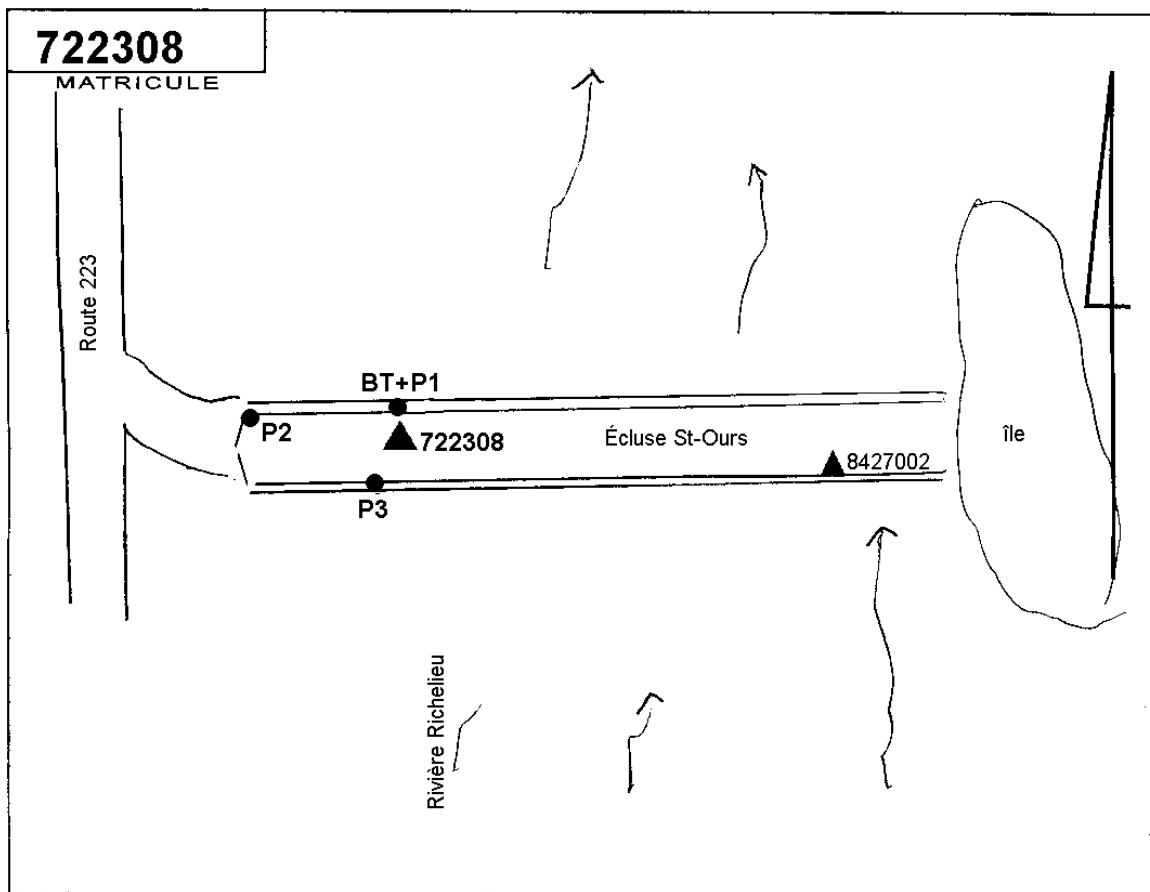 722308
MATRICULE
Route 223
BT+P1
P2
722308
Écluse St-Ours
île
8427002
P3
Rivière Richelieu